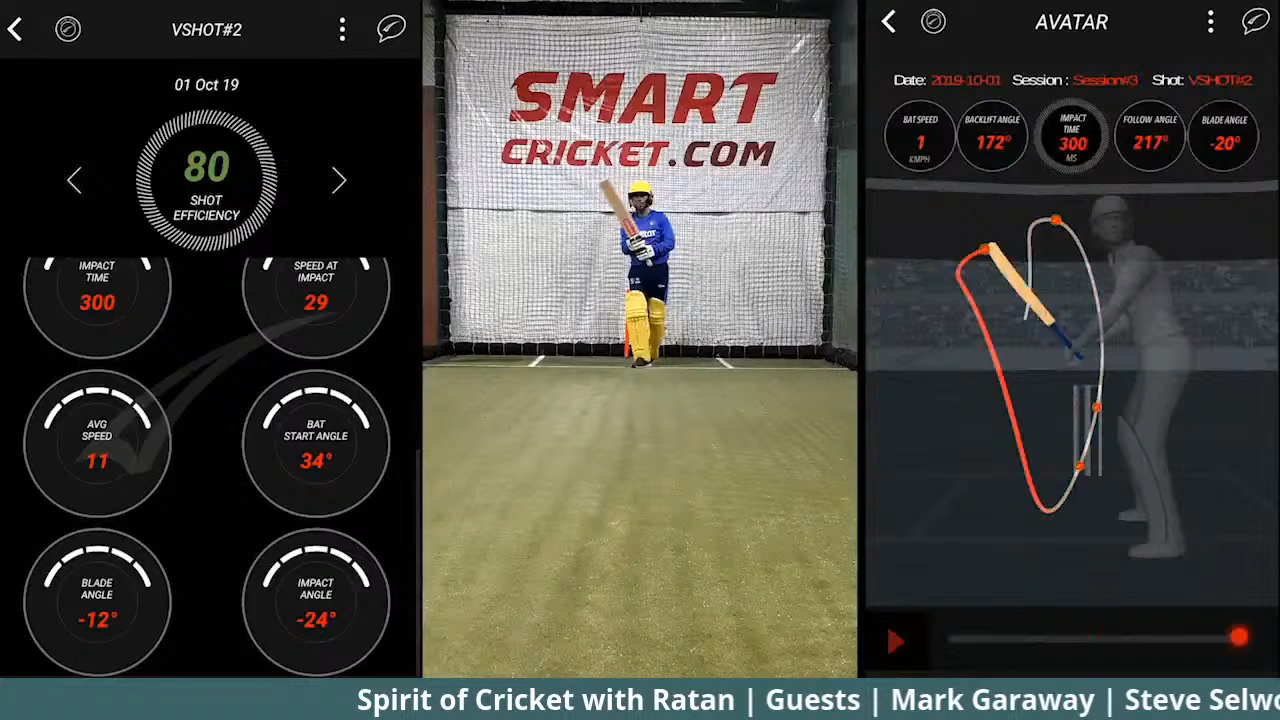 VSHOT#2
01 Oct 19
80
SHOT
EFFICIENCY
IMPACT
TIME
300
SPEED AT
IMPACT
29
AVG
SPEED
11
BAT
START ANGLE
34°
BLADE
ANGLE
-12°
IMPACT
ANGLE
-24°
SMART
CRICKET.COM
AVATAR
Date: 2019-10-01 Session : Session#3 Shot: VSHOT#2
BAT SPEED
1
KMPH
BACKLIFT ANGLE
172°
IMPACT
TIME
300
MS
FOLLOW ANGLE
217°
BLADE ANGLE
-20°
Spirit of Cricket with Ratan | Guests | Mark Garaway | Steve Selw